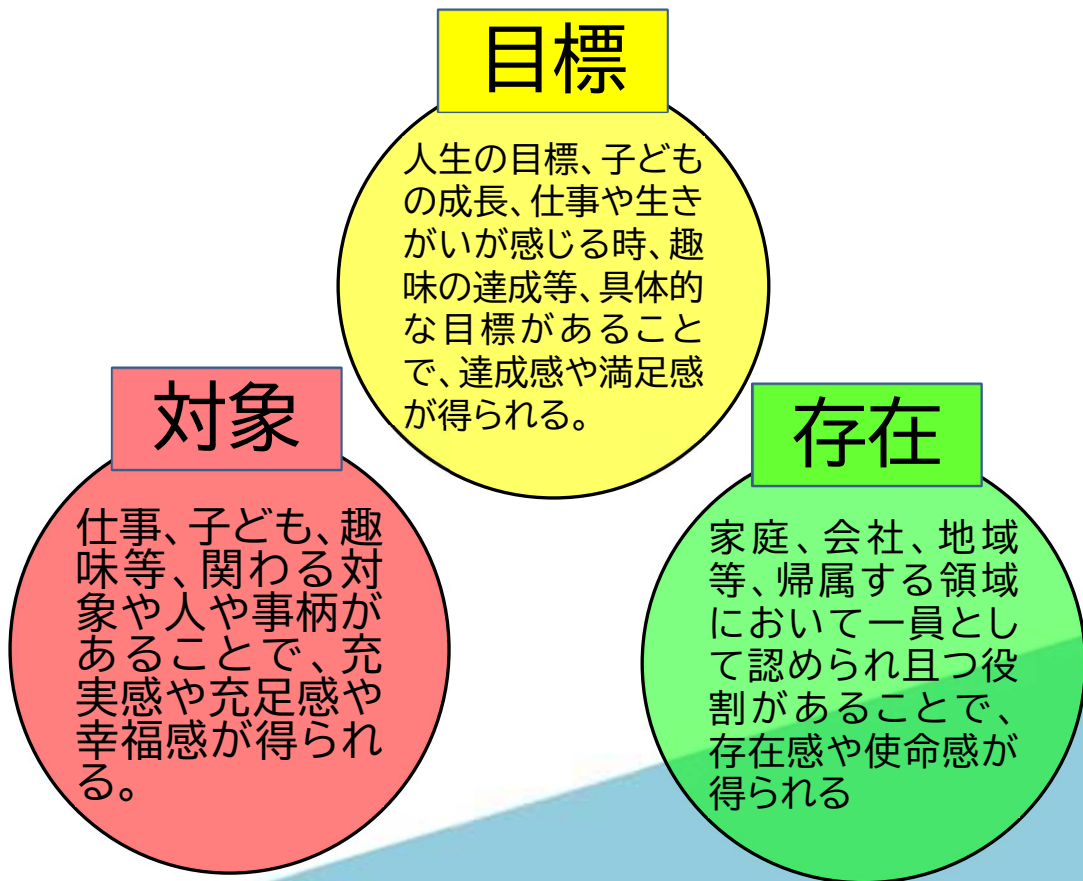 目標
人生の目標、子ども
の成長、仕事や生き
がいが感じる時、趣
味の達成等、具体的
な目標があること
で、達成感や満足感
が得られる。
対象
仕事、子ども、趣
味等、関わる対
象や人や事柄が
あることで、充
実感や充足感や
幸福感が得られ
る。
存在
家庭、会社、地域
等、帰属する領域
において一員とし
て認められ且つ役
割があることで、
存在感や使命感が
得られる